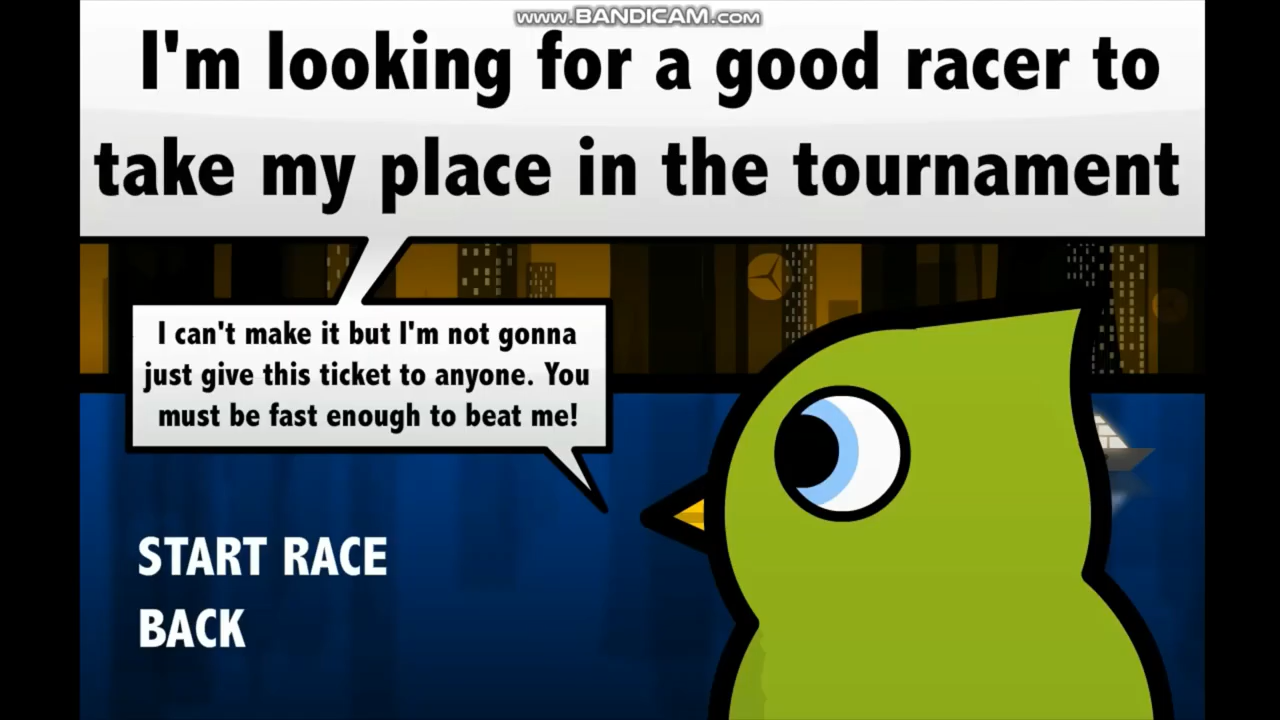 www.BANDICAM.com
I'm looking for a good racer to
take my place in the tournament
I can't make it but I'm not gonna
just give this ticket to anyone. You
must be fast enough to beat me!
START RACE
BACK